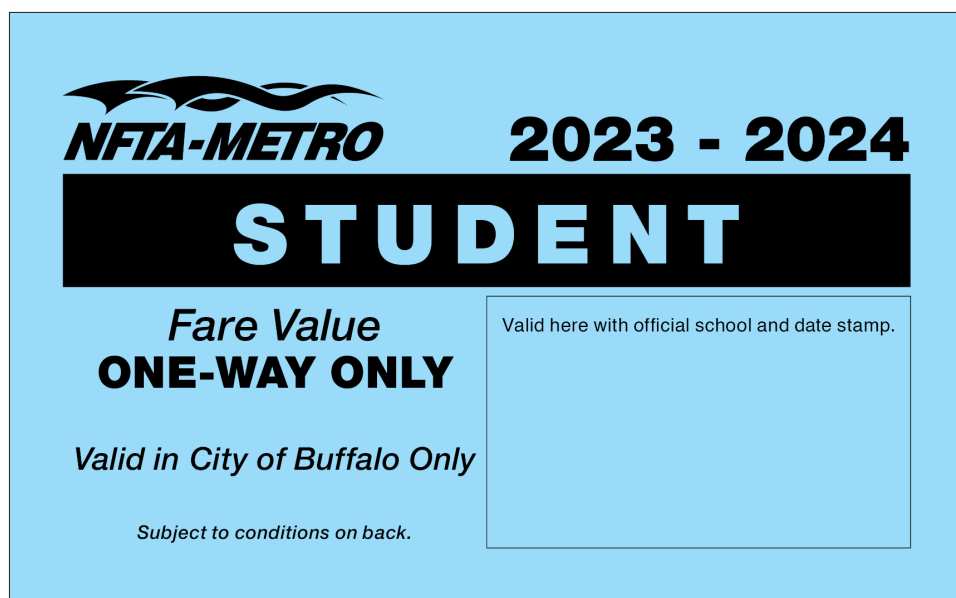 NFTA-METRO
2023 - 2024
STUDENT
Fare Value
ONE-WAY ONLY
Valid in City of Buffalo Only
Subject to conditions on back.
Valid here with official school and date stamp.